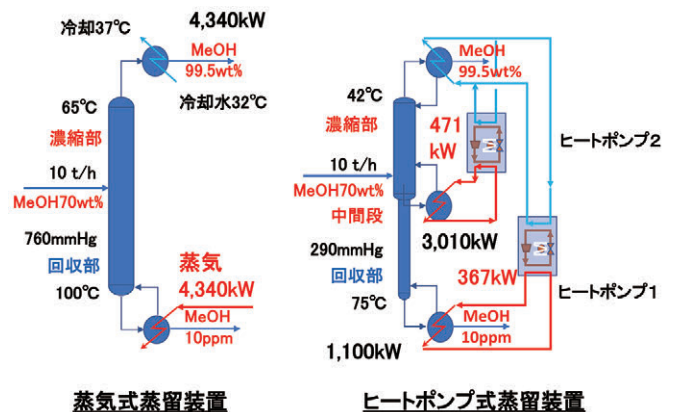 冷却37℃
4,340kW
MeOH
99.5wt%
冷却水32℃
65℃
濃縮部
10 t/h
MeOH70wt%
760mmHg
回収部
100℃
蒸気
4,340kW
MeOH
10ppm
蒸気式蒸留装置
MeOH
99.5wt%
42℃
濃縮部
471
kW
ヒートポンプ2
10 t/h
MeOH70wt%
中間段
3,010kW
290mmHg
回収部
367kW
ヒートポンプ1
75℃
MeOH
10ppm
1,100kW
ヒートポンプ式蒸留装置